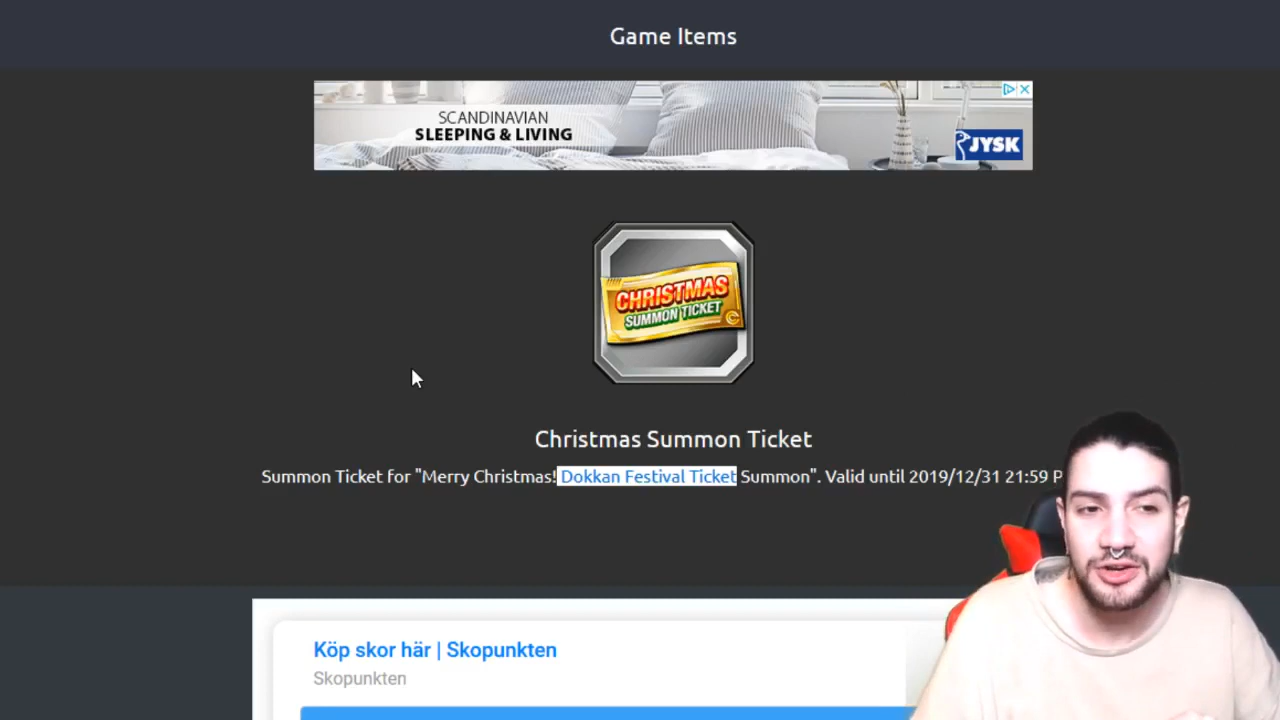 Game Items
SCANDINAVIAN
SLEEPING & LIVING
JYSK
CHRISTMAS
SUMMON TICKET
Christmas Summon Ticket
Summon Ticket for "Merry Christmas! Dokkan Festival Ticket Summon". Valid until 2019/12/31 21:59 P
Köp skor här | Skopunkten
Skopunkten